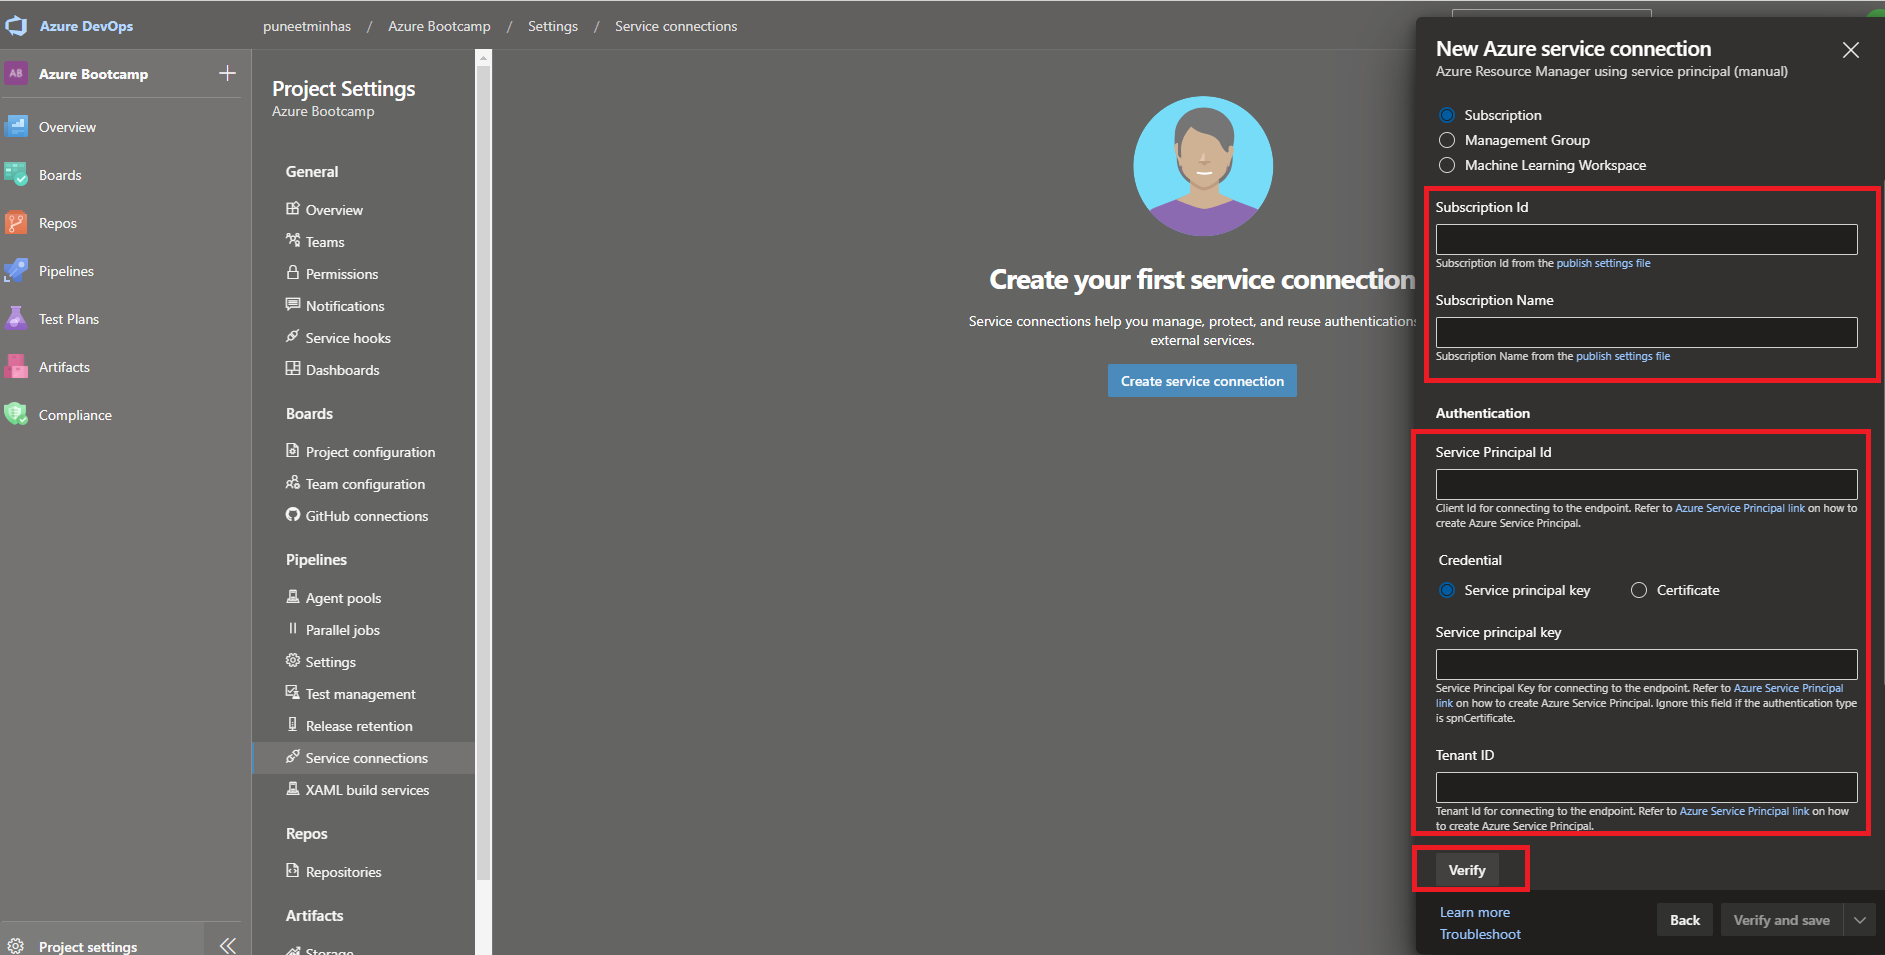 Azure DevOps
puneetminhas / Azure Bootcamp / Settings / Service connections
AB Azure Bootcamp
Overview
Boards
Repos
Pipelines
Test Plans
Artifacts
Compliance
Project settings
Project Settings
Azure Bootcamp
General
Overview
Teams
Permissions
Notifications
Service hooks
Dashboards
Boards
Project configuration
Team configuration
GitHub connections
Pipelines
Agent pools
Parallel jobs
Settings
Test management
Release retention
Service connections
XAML build services
Repos
Repositories
Artifacts
Storage
Create your first service connection
Service connections help you manage, protect, and reuse authentications
external services.
Create service connection
New Azure service connection
Azure Resource Manager using service principal (manual)
Subscription
Management Group
Machine Learning Workspace
Subscription Id
Subscription Id from the publish settings file
Subscription Name
Subscription Name from the publish settings file
Authentication
Service Principal Id
Client Id for connecting to the endpoint. Refer to Azure Service Principal link on how to
create Azure Service Principal.
Credential
Service principal key Certificate
Service principal key
Service Principal Key for connecting to the endpoint. Refer to Azure Service Principal
link on how to create Azure Service Principal. Ignore this field if the authentication type
is spnCertificate.
Tenant ID
Tenant Id for connecting to the endpoint. Refer to Azure Service Principal link on how
to create Azure Service Principal.
Verify
Learn more
Troubleshoot
Back
Verify and save